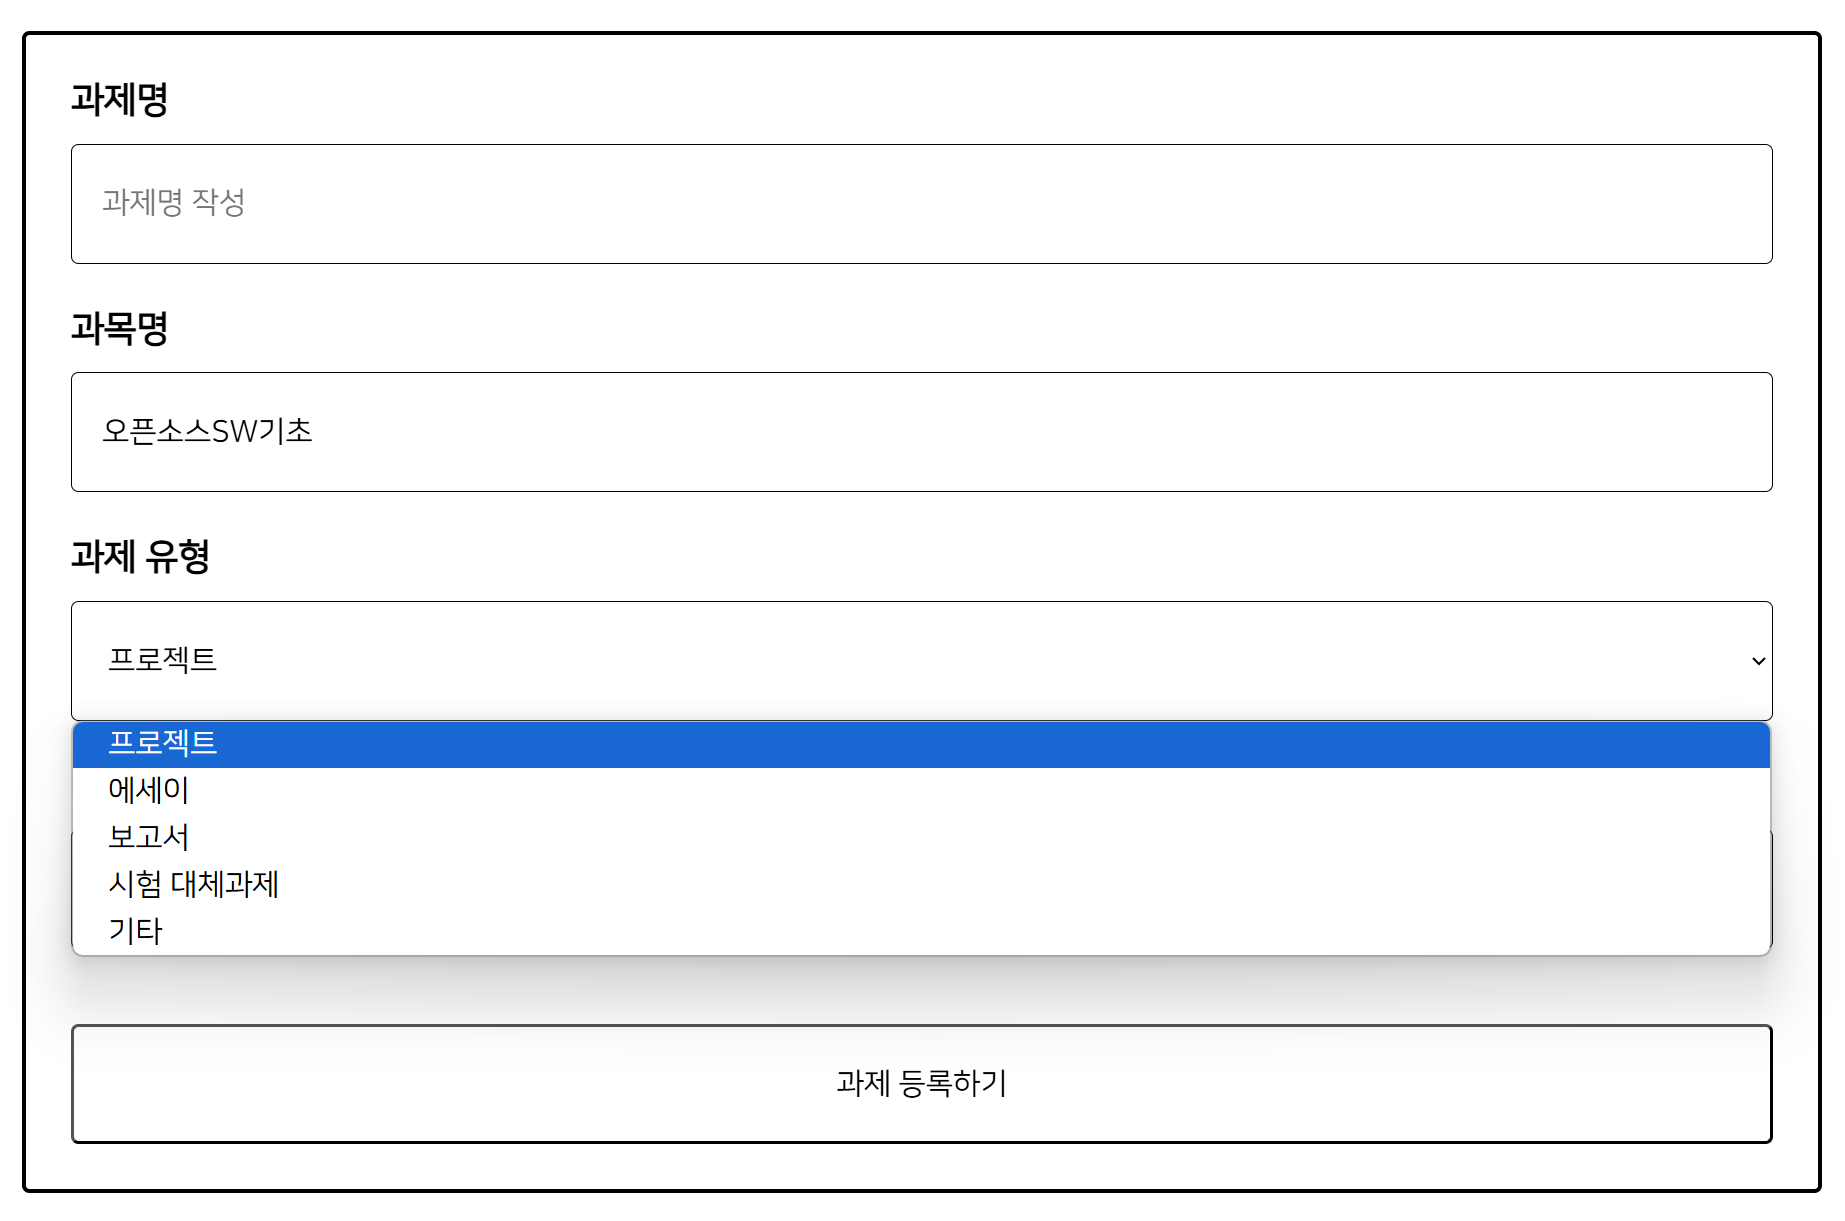 과제명
과제명 작성
과목명
오픈소스SW기초
과제 유형
프로젝트
프로젝트
에세이
보고서
시험 대체과제
기타
과제 등록하기